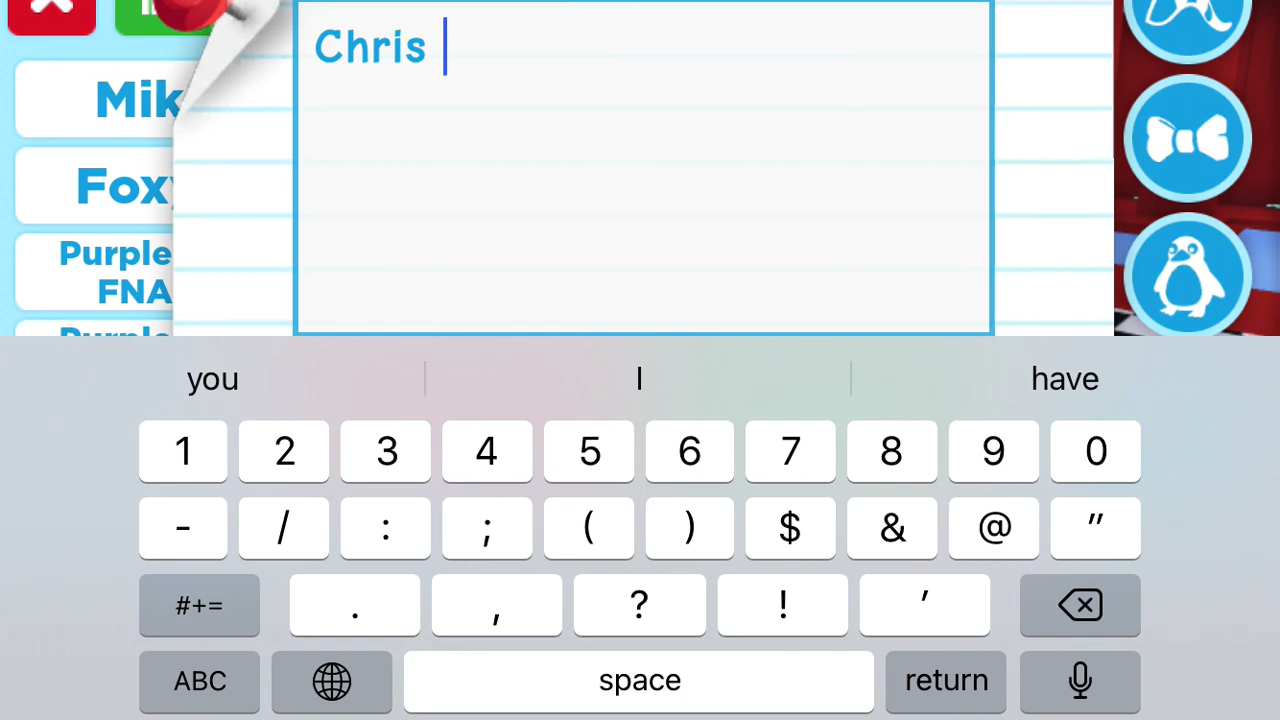 Chris
Mik
Foxy
Purple
FNA
Purple
you I have
1 2 3 4 5 6 7 8 9 0
- / : ; ( ) $ & @ "
#+= . , ? ! '
ABC space return